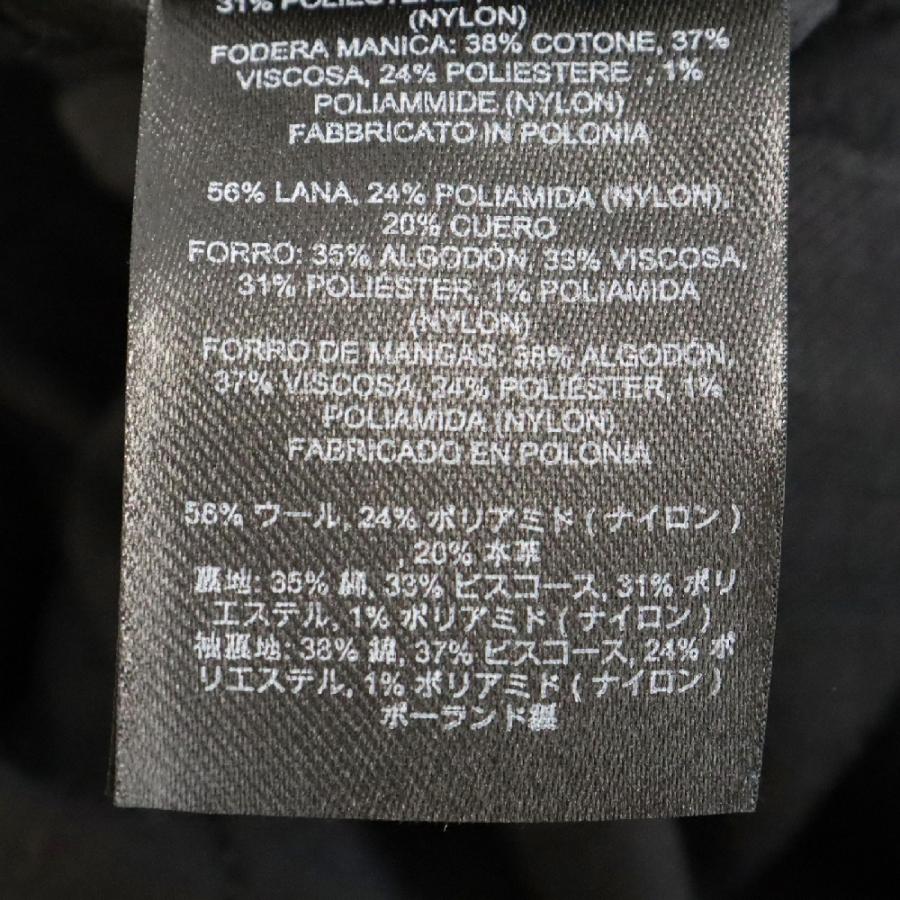 31% POLIESTERE
(NYLON)
FODERA MANICA: 38% COTONE, 37%
VISCOSA, 24% POLIESTERE , 1%
POLIAMMIDE (NYLON)
FABBRICATO IN POLONIA
56% LANA, 24% POLIAMIDA (NYLON),
20% CUERO
FORRO: 35% ALGODÓN, 33% VISCOSA,
31% POLIÉSTER, 1% POLIAMIDA
(NYLON)
FORRO DE MANGAS: 38% ALGODÓN,
37% VISCOSA, 24% POLIÉSTER, 1%
POLIAMIDA (NYLON)
FABRICADO EN POLONIA
56% ウール, 24% ポリアミド ( ナイロン )
, 20% 水革
裏地: 35% 綿, 33% ビスコース, 31% ポリ
エステル, 1% ポリアミド ( ナイロン )
袖裏地: 38% 綿, 37% ビスコース, 24% ポ
リエステル, 1% ポリアミド ( ナイロン )
ポーランド製